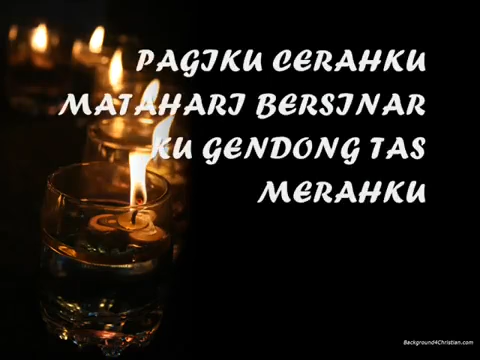 PAGIKU CERAHKU
MATAHARI BERSINAR
KU GENDONG TAS
MERAHKU
Background4Christian.com